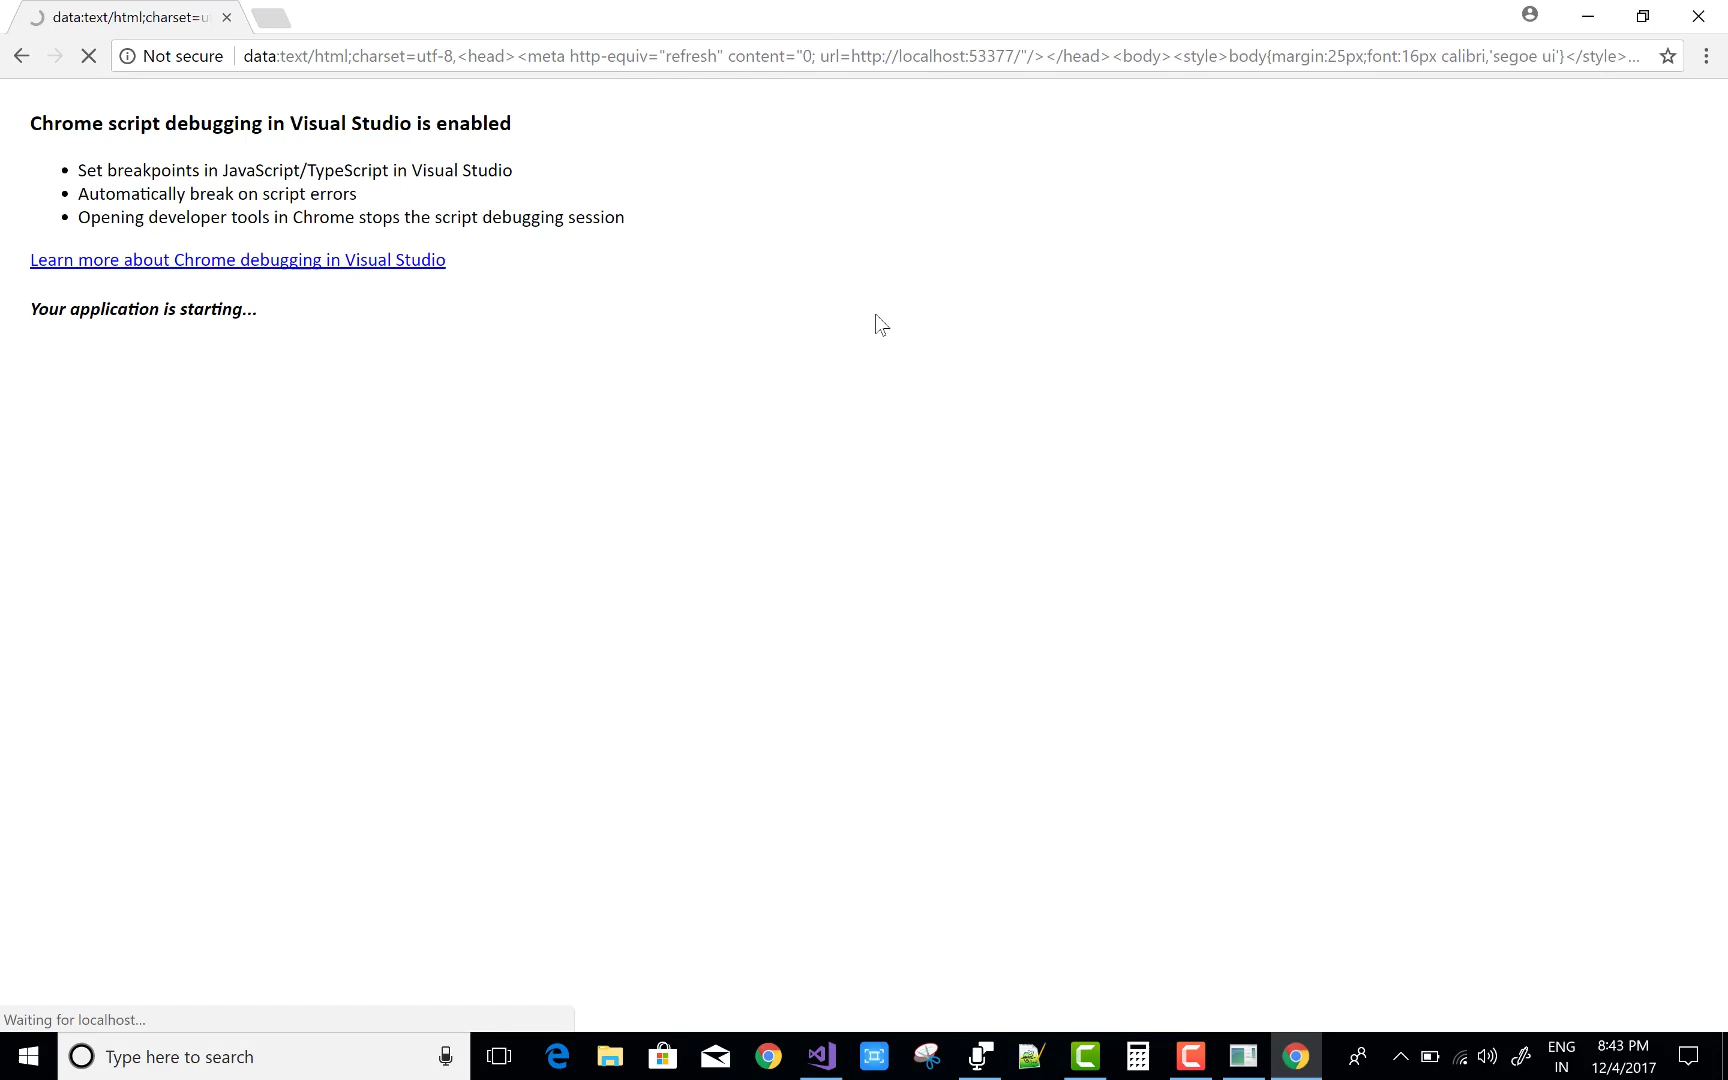 data:text/html;charset=u
Not secure
data:text/html;charset=utf-8,<head><meta http-equiv="refresh" content="0; url=http://localhost:53377/"/></head><body><style>body{margin:25px;font:16px calibri,'segoe ui'}</style>...
Chrome script debugging in Visual Studio is enabled
• Set breakpoints in JavaScript/TypeScript in Visual Studio
• Automatically break on script errors
• Opening developer tools in Chrome stops the script debugging session
Learn more about Chrome debugging in Visual Studio
Your application is starting...
Waiting for localhost...
Type here to search
ENG
IN
8:43 PM
12/4/2017